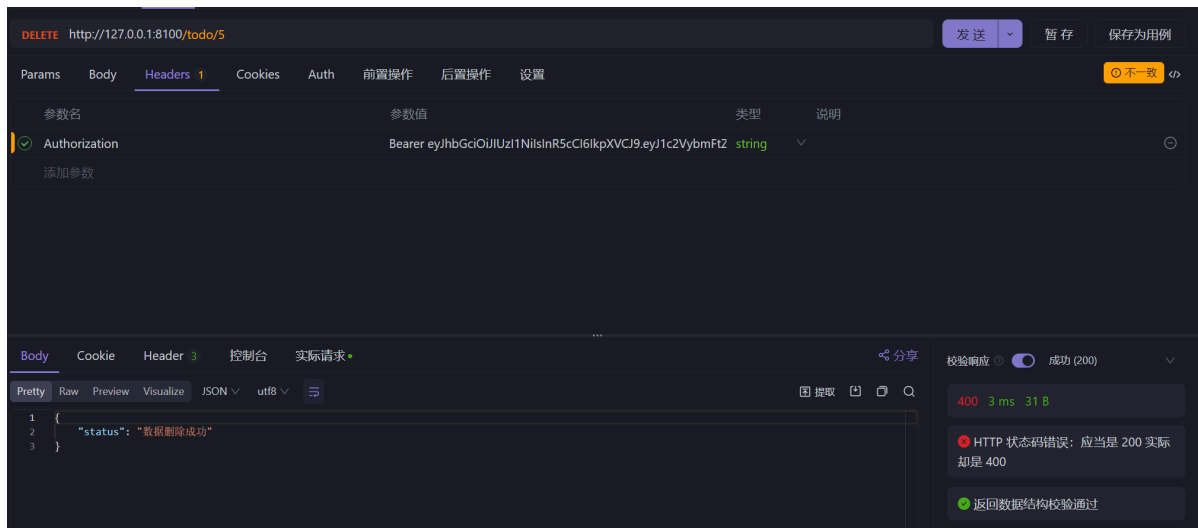 DELETE http://127.0.0.1:8100/todo/5 发送 暂存 保存为用例
Params Body Headers 1 Cookies Auth 前置操作 后置操作 设置 不一致 </>
参数名 参数值 类型 说明
Authorization Bearer eyJhbGciOiJIUzI1NiIsInR5cCI6IkpXVCJ9.eyJ1c2VybmFtZ string
添加参数
Body Cookie Header 3 控制台 实际请求 分享 校验响应 成功 (200)
Pretty Raw Preview Visualize JSON utf8 提取
400 3 ms 31 B
1 {
2 "status": "数据删除成功"
3 }
HTTP 状态码错误：应当是 200 实际
却是 400
返回数据结构校验通过